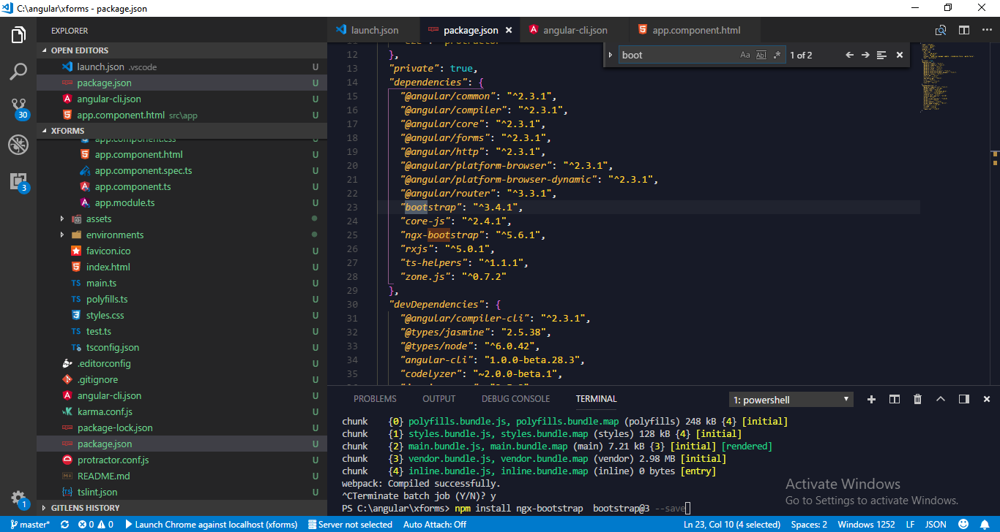 C:\angular\xforms - package.json
EXPLORER
OPEN EDITORS
launch.json .vscode U
package.json U
angular-cli.json U
app.component.html src\app U
XFORMS
app.component.css U
app.component.html U
app.component.spec.ts U
app.component.ts U
app.module.ts U
assets
environments
favicon.ico U
index.html U
main.ts U
polyfills.ts U
styles.css U
test.ts U
tsconfig.json U
.editorconfig U
.gitignore U
angular-cli.json U
karma.conf.js U
package-lock.json U
package.json U
protractor.conf.js U
README.md U
tslint.json U
GITLENS HISTORY
30
3
1
launch.json package.json angular-cli.json app.component.html
boot Aa Abl .* 1 of 2
12 },
13 "private": true,
14 "dependencies": {
15 "@angular/common": "^2.3.1",
16 "@angular/compiler": "^2.3.1",
17 "@angular/core": "^2.3.1",
18 "@angular/forms": "^2.3.1",
19 "@angular/http": "^2.3.1",
20 "@angular/platform-browser": "^2.3.1",
21 "@angular/platform-browser-dynamic": "^2.3.1",
22 "@angular/router": "^3.3.1",
23 "bootstrap": "^3.4.1",
24 "core-js": "^2.4.1",
25 "ngx-bootstrap": "^5.6.1",
26 "rxjs": "^5.0.1",
27 "ts-helpers": "^1.1.1",
28 "zone.js": "^0.7.2"
29 },
30 "devDependencies": {
31 "@angular/compiler-cli": "^2.3.1",
32 "@types/jasmine": "2.5.38",
33 "@types/node": "^6.0.42",
34 "angular-cli": "1.0.0-beta.28.3",
35 "codelyzer": "~2.0.0-beta.1",
PROBLEMS OUTPUT DEBUG CONSOLE TERMINAL 1: powershell
chunk {0} polyfills.bundle.js, polyfills.bundle.map (polyfills) 248 kB {4} [initial]
chunk {1} styles.bundle.js, styles.bundle.map (styles) 128 kB {4} [initial]
chunk {2} main.bundle.js, main.bundle.map (main) 7.21 kB {3} [initial] [rendered]
chunk {3} vendor.bundle.js, vendor.bundle.map (vendor) 2.98 MB [initial]
chunk {4} inline.bundle.js, inline.bundle.map (inline) 0 bytes [entry]
webpack: Compiled successfully.
^CTerminate batch job (Y/N)? y
PS C:\angular\xforms> npm install ngx-bootstrap bootstrap@3 --save
Activate Windows
Go to Settings to activate Windows.
master* 0 0 Launch Chrome against localhost (xforms) Server not selected Auto Attach: Off Ln 23, Col 10 (4 selected) Spaces: 2 Windows 1252 LF JSON